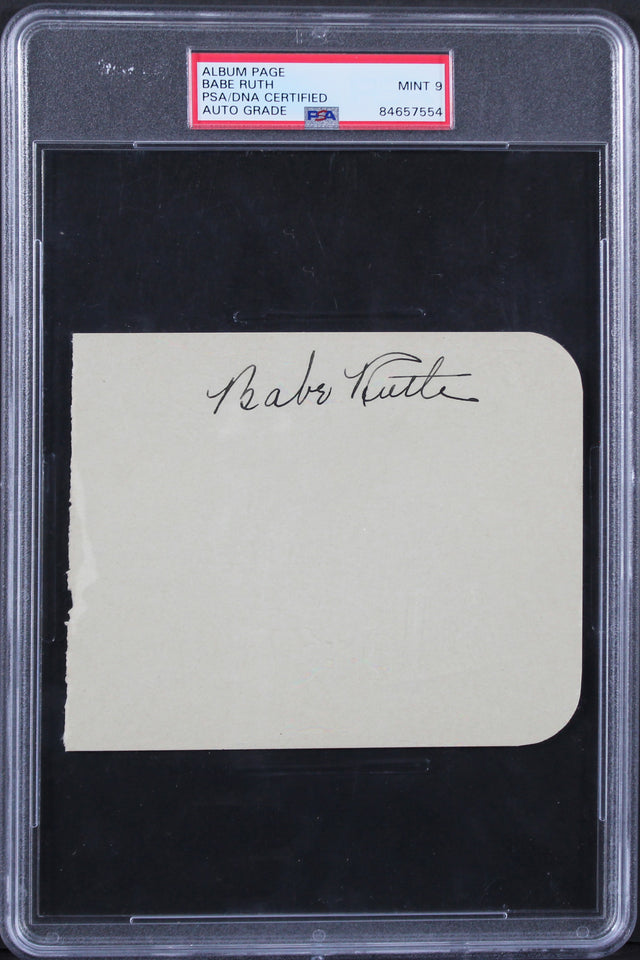 ALBUM PAGE
BABE RUTH MINT 9
PSA/DNA CERTIFIED
AUTO GRADE PSA 84657554
Babe Ruth